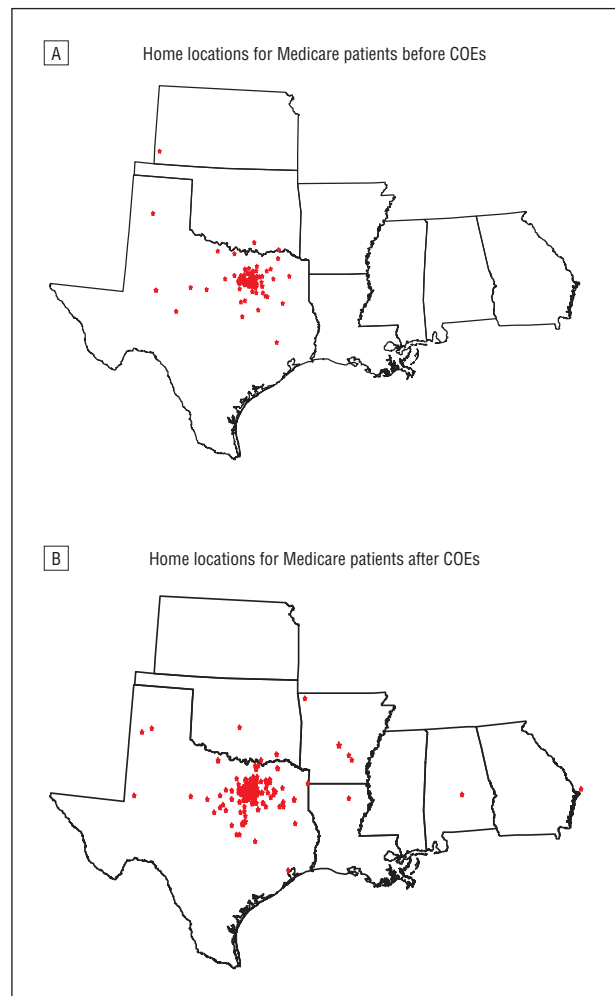 A
Home locations for Medicare patients before COEs
B
Home locations for Medicare patients after COEs